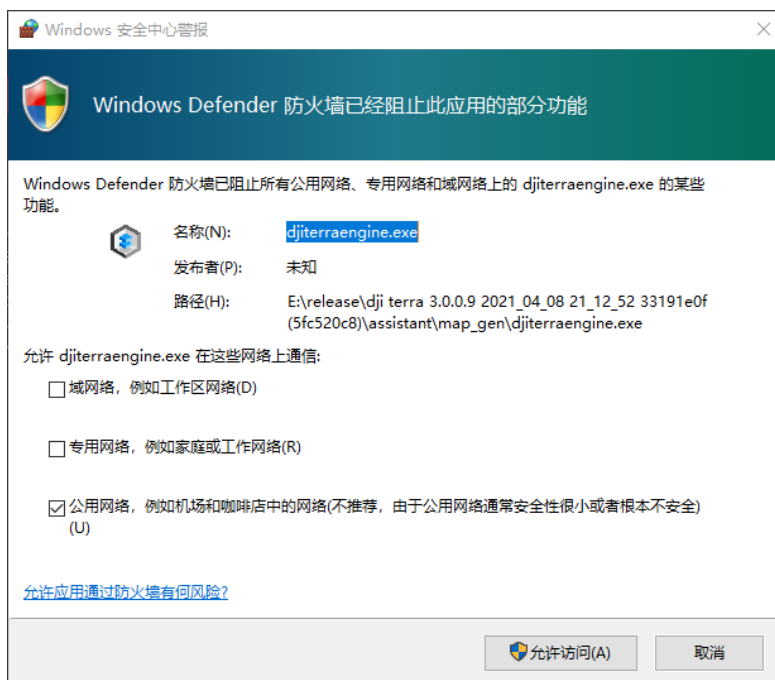 Windows 安全中心警报
Windows Defender 防火墙已经阻止此应用的部分功能
Windows Defender 防火墙已阻止所有公用网络、专用网络和域网络上的 djiterraengine.exe 的某些
功能。
名称(N): djiterraengine.exe
发布者(P): 未知
路径(H): E:\release\dji terra 3.0.0.9 2021_04_08 21_12_52 33191e0f
(5fc520c8)\assistant\map_gen\djiterraengine.exe
允许 djiterraengine.exe 在这些网络上通信:
域网络，例如工作区网络(D)
专用网络，例如家庭或工作网络(R)
公用网络，例如机场和咖啡店中的网络(不推荐，由于公用网络通常安全性很小或者根本不安全)
(U)
允许应用通过防火墙有何风险?
允许访问(A) 取消